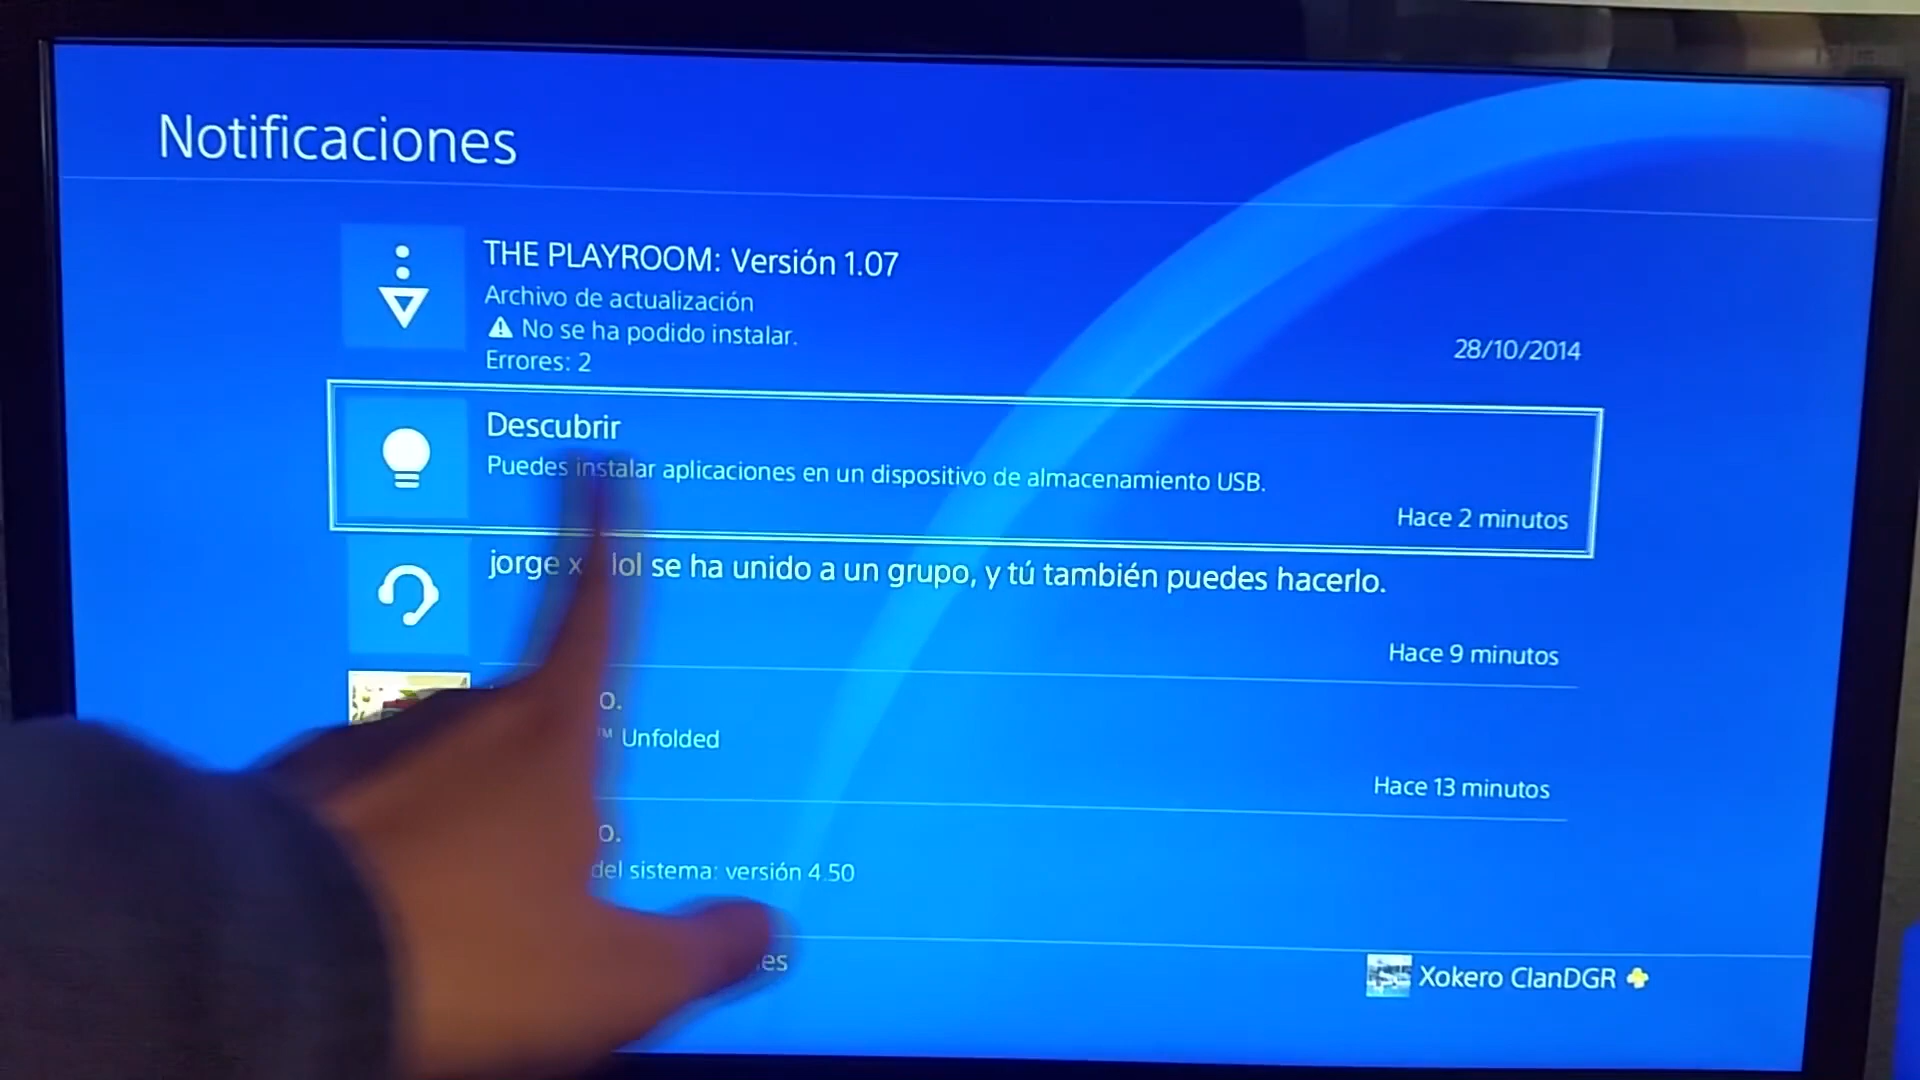 Notificaciones
THE PLAYROOM: Versión 1.07
Archivo de actualización
No se ha podido instalar.
Errores: 2
28/10/2014
Descubrir
Puedes instalar aplicaciones en un dispositivo de almacenamiento USB.
Hace 2 minutos
jorge x lol se ha unido a un grupo, y tú también puedes hacerlo.
Hace 9 minutos
o.
™ Unfolded
Hace 13 minutos
o.
del sistema: versión 4.50
es
Xokero ClanDGR